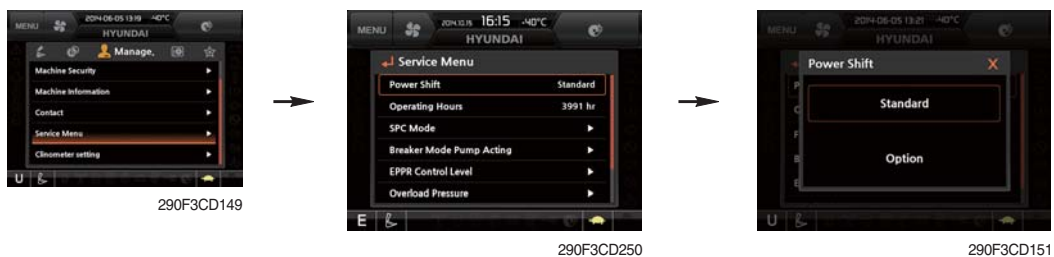 MENU 2014-06-05 13:19 -40°C
HYUNDAI
Manage.
Machine Security
Machine Information
Contact
Service Menu
Clinometer setting
U
290F3CD149
MENU 2014.10.15 16:15 -40°C
HYUNDAI
Service Menu
Power Shift Standard
Operating Hours 3991 hr
SPC Mode
Breaker Mode Pump Acting
EPPR Control Level
Overload Pressure
E
290F3CD250
MENU 2014-06-05 13:21 -40°C
HYUNDAI
Power Shift X
Standard
Option
U
290F3CD151